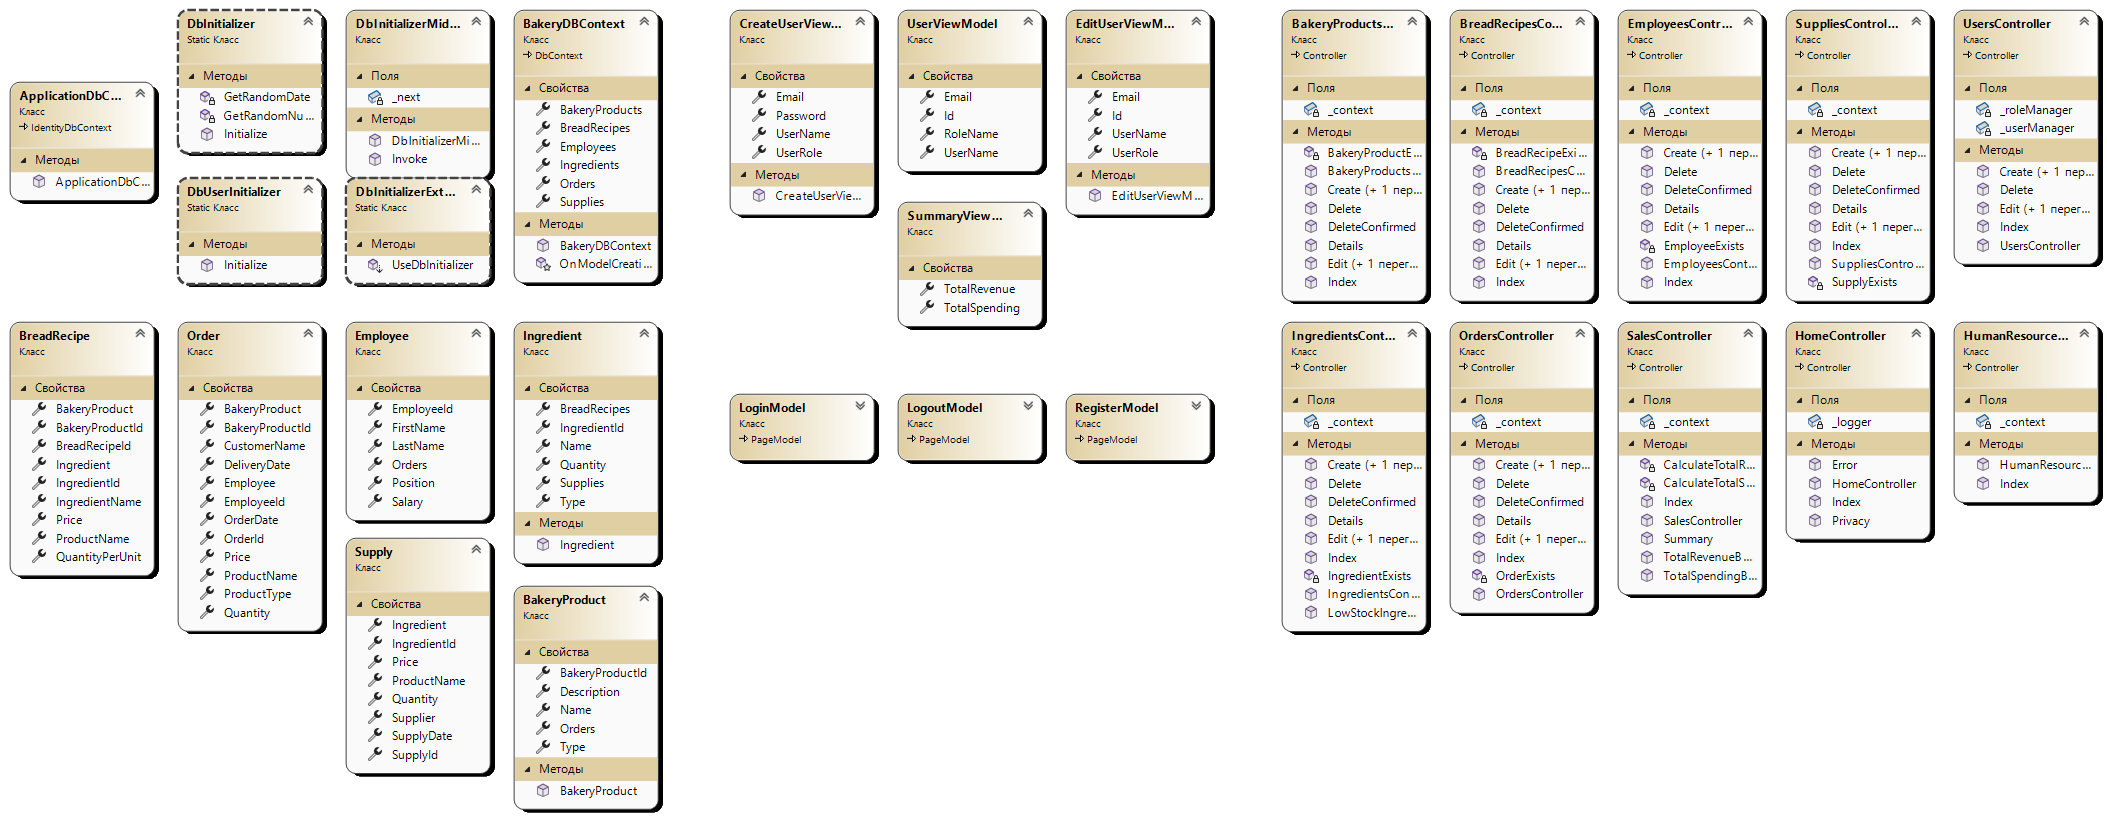 ApplicationDbC...
Класс
IdentityDbContext
Методы
ApplicationDbC...
DbInitializer
Static Класс
Методы
GetRandomDate
GetRandomNu...
Initialize
DbInitializerMid...
Класс
Поля
_next
Методы
DbInitializerMi...
Invoke
BakeryDBContext
Класс
DbContext
Свойства
BakeryProducts
BreadRecipes
Employees
Ingredients
Orders
Supplies
Методы
BakeryDBContext
OnModelCreati...
DbUserInitializer
Static Класс
Методы
Initialize
DbInitializerExt...
Static Класс
Методы
UseDbInitializer
BreadRecipe
Класс
Свойства
BakeryProduct
BakeryProductId
BreadRecipeId
Ingredient
IngredientId
IngredientName
Price
ProductName
QuantityPerUnit
Order
Класс
Свойства
BakeryProduct
BakeryProductId
CustomerName
DeliveryDate
Employee
EmployeeId
OrderDate
OrderId
Price
ProductName
ProductType
Quantity
Employee
Класс
Свойства
EmployeeId
FirstName
LastName
Orders
Position
Salary
Ingredient
Класс
Свойства
BreadRecipes
IngredientId
Name
Quantity
Supplies
Type
Методы
Ingredient
Supply
Класс
Свойства
Ingredient
IngredientId
Price
ProductName
Quantity
Supplier
SupplyDate
SupplyId
BakeryProduct
Класс
Свойства
BakeryProductId
Description
Name
Orders
Type
Методы
BakeryProduct
CreateUserView...
Класс
Свойства
Email
Password
UserName
UserRole
Методы
CreateUserVie...
UserViewModel
Класс
Свойства
Email
Id
RoleName
UserName
EditUserViewM...
Класс
Свойства
Email
Id
UserName
UserRole
Методы
EditUserViewM...
SummaryView...
Класс
Свойства
TotalRevenue
TotalSpending
LoginModel
Класс
PageModel
LogoutModel
Класс
PageModel
RegisterModel
Класс
PageModel
BakeryProducts...
Класс
Controller
Поля
_context
Методы
BakeryProductE...
BakeryProducts...
Create (+ 1 пер...
Delete
DeleteConfirmed
Details
Edit (+ 1 перег...
Index
BreadRecipesCo...
Класс
Controller
Поля
_context
Методы
BreadRecipeExi...
BreadRecipesC...
Create (+ 1 пер...
Delete
DeleteConfirmed
Details
Edit (+ 1 перег...
Index
EmployeesContr...
Класс
Controller
Поля
_context
Методы
Create (+ 1 пер...
Delete
DeleteConfirmed
Details
Edit (+ 1 перег...
EmployeeExists
EmployeesCont...
Index
SuppliesControl...
Класс
Controller
Поля
_context
Методы
Create (+ 1 пер...
Delete
DeleteConfirmed
Details
Edit (+ 1 перег...
Index
SuppliesContro...
SupplyExists
UsersController
Класс
Controller
Поля
_roleManager
_userManager
Методы
Create (+ 1 пер...
Delete
Edit (+ 1 перег...
Index
UsersController
IngredientsCont...
Класс
Controller
Поля
_context
Методы
Create (+ 1 пер...
Delete
DeleteConfirmed
Details
Edit (+ 1 перег...
Index
IngredientExists
IngredientsCon...
LowStockIngre...
OrdersController
Класс
Controller
Поля
_context
Методы
Create (+ 1 пер...
Delete
DeleteConfirmed
Details
Edit (+ 1 перег...
Index
OrderExists
OrdersController
SalesController
Класс
Controller
Поля
_context
Методы
CalculateTotalR...
CalculateTotalS...
Index
SalesController
Summary
TotalRevenueB...
TotalSpendingB...
HomeController
Класс
Controller
Поля
_logger
Методы
Error
HomeController
Index
Privacy
HumanResource...
Класс
Controller
Поля
_context
Методы
HumanResourc...
Index